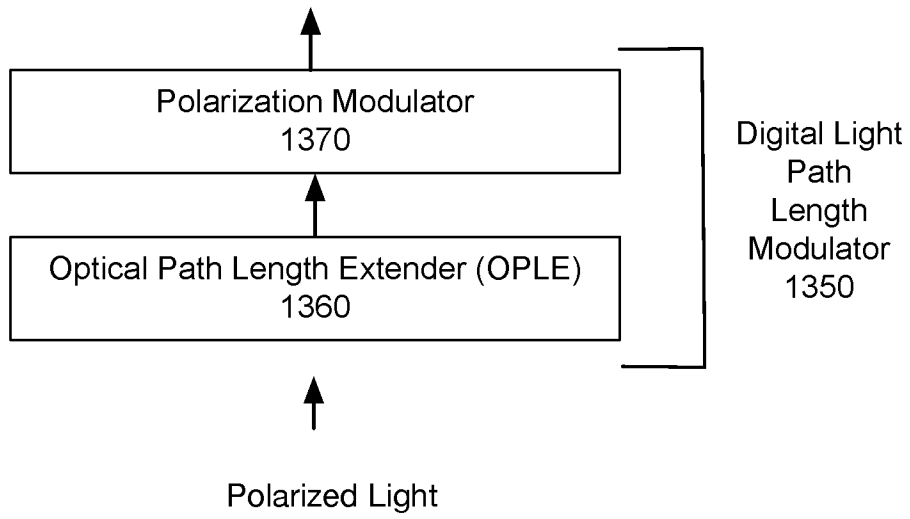 Polarization Modulator
1370
Optical Path Length Extender (OPLE)
1360
Digital Light
Path
Length
Modulator
1350
Polarized Light